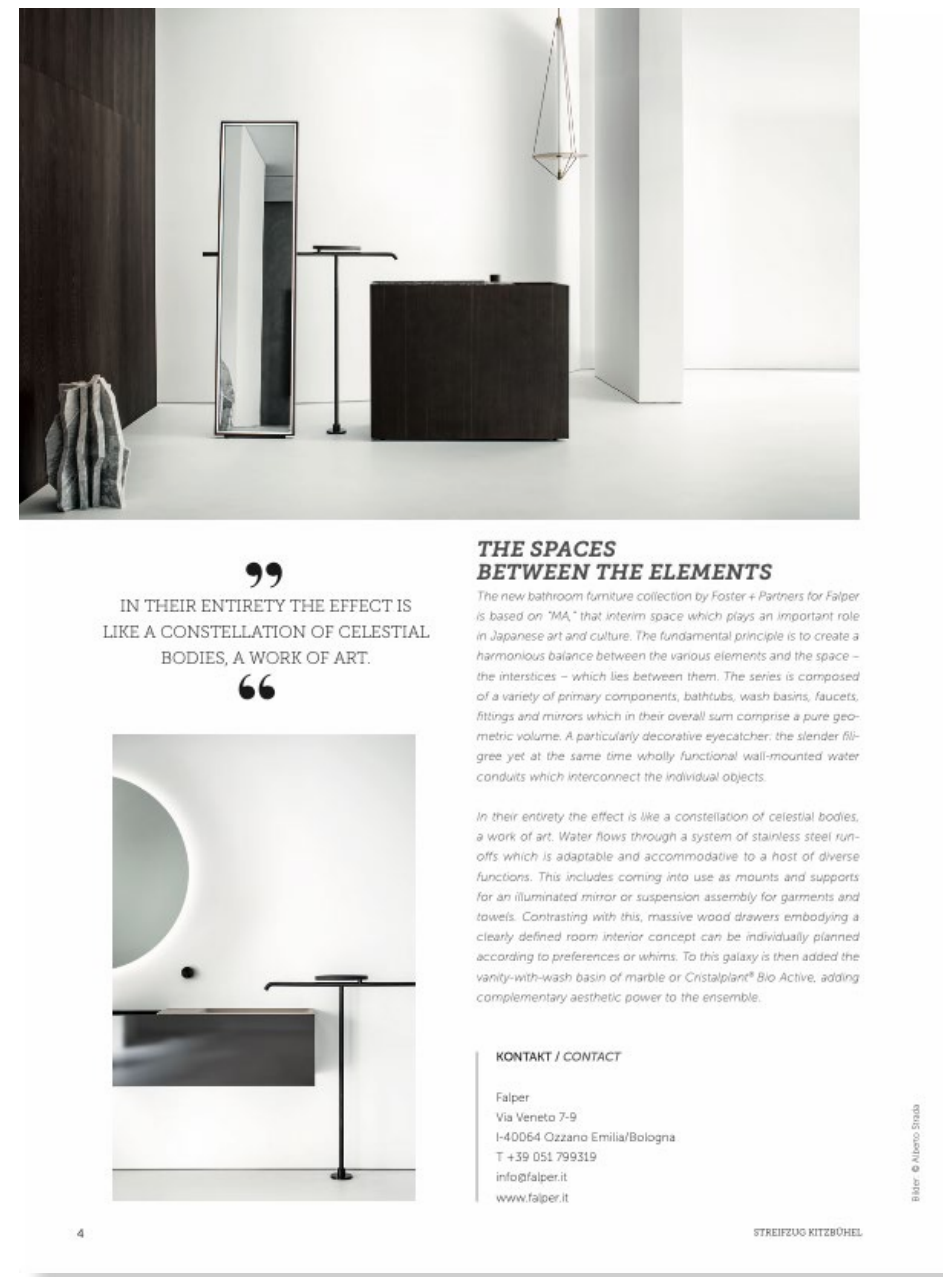 ”
IN THEIR ENTIRETY THE EFFECT IS
LIKE A CONSTELLATION OF CELESTIAL
BODIES, A WORK OF ART.
“
THE SPACES
BETWEEN THE ELEMENTS
The new bathroom furniture collection by Foster + Partners for Falper
is based on “MA,” that interim space which plays an important role
in Japanese art and culture. The fundamental principle is to create a
harmonious balance between the various elements and the space –
the interstices – which lies between them. The series is composed
of a variety of primary components, bathtubs, wash basins, faucets,
fittings and mirrors which in their overall sum comprise a pure geo-
metric volume. A particularly decorative eyecatcher: the slender fili-
gree yet at the same time wholly functional wall-mounted water
conduits which interconnect the individual objects.
In their entirety the effect is like a constellation of celestial bodies,
a work of art. Water flows through a system of stainless steel run-
offs which is adaptable and accommodative to a host of diverse
functions. This includes coming into use as mounts and supports
for an illuminated mirror or suspension assembly for garments and
towels. Contrasting with this, massive wood drawers embodying a
clearly defined room interior concept can be individually planned
according to preferences or whims. To this galaxy is then added the
vanity-with-wash basin of marble or Cristalplant® Bio Active, adding
complementary aesthetic power to the ensemble.
KONTAKT / CONTACT
Falper
Via Veneto 7-9
I-40064 Ozzano Emilia/Bologna
T +39 051 799319
info@falper.it
www.falper.it
Bilder: © Alberto Strada
4
STREIFZUG KITZBÜHEL